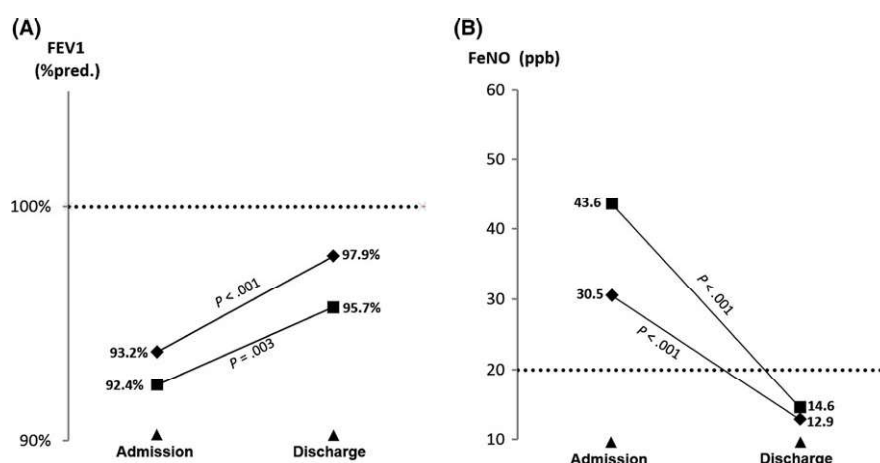 (A)
FEV1
(%pred.)
100%
90%
93.2%
92.4%
P < .001
P = .003
97.9%
95.7%
Admission
Discharge
(B)
FeNO (ppb)
60
50
40
30
20
10
43.6
30.5
P < .001
P < .001
14.6
12.9
Admission
Discharge